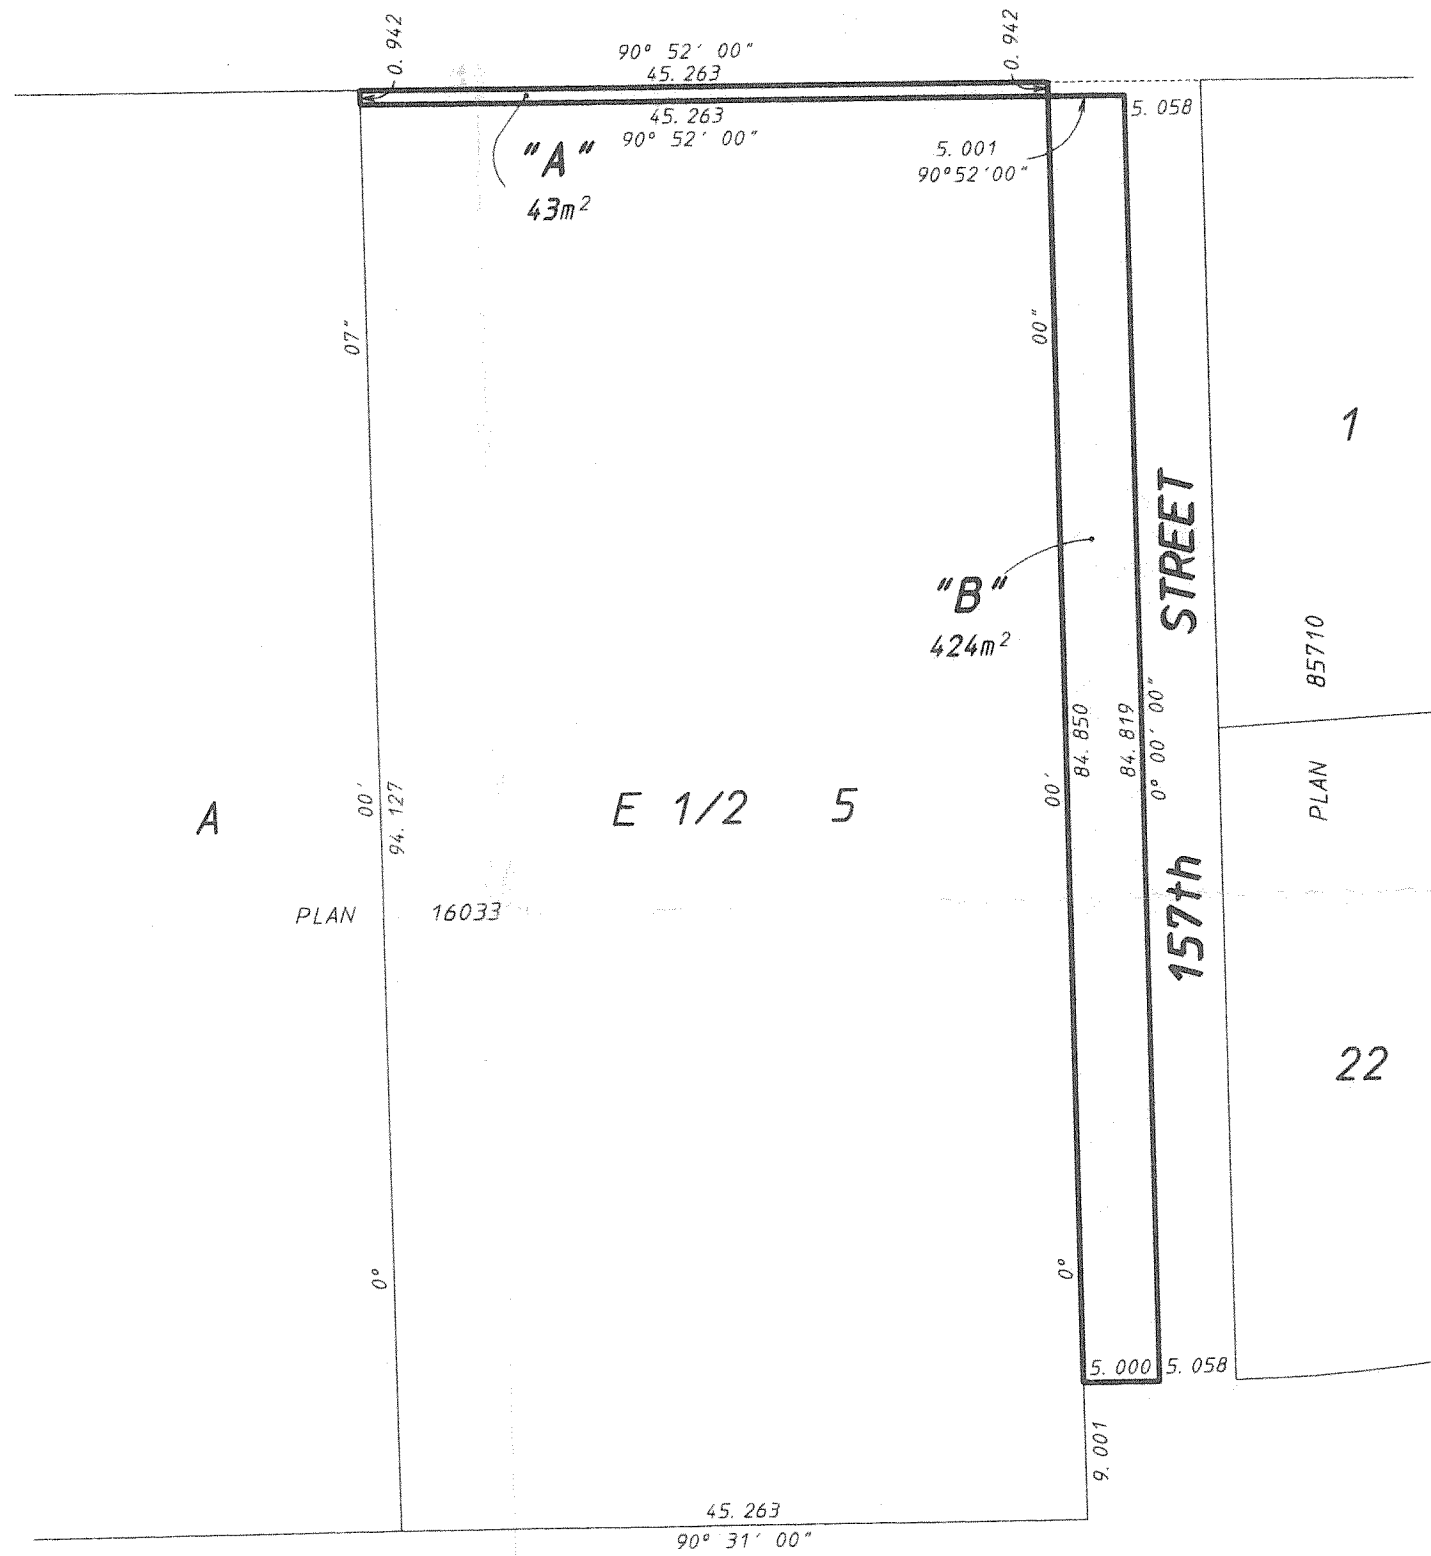 0.942
90° 52′ 00″
45.263
0.942
45.263
90° 52′ 00″
5.058
5.001
90°52′00″
"A"
43m²
07″
00″
1
STREET
"B"
424m²
85710
84.850
84.819
0° 00′ 00″
00′
94.127
00′
A
E 1/2 5
PLAN
157th
PLAN 16033
22
0°
0°
5.000
5.058
9.001
45.263
90° 31′ 00″